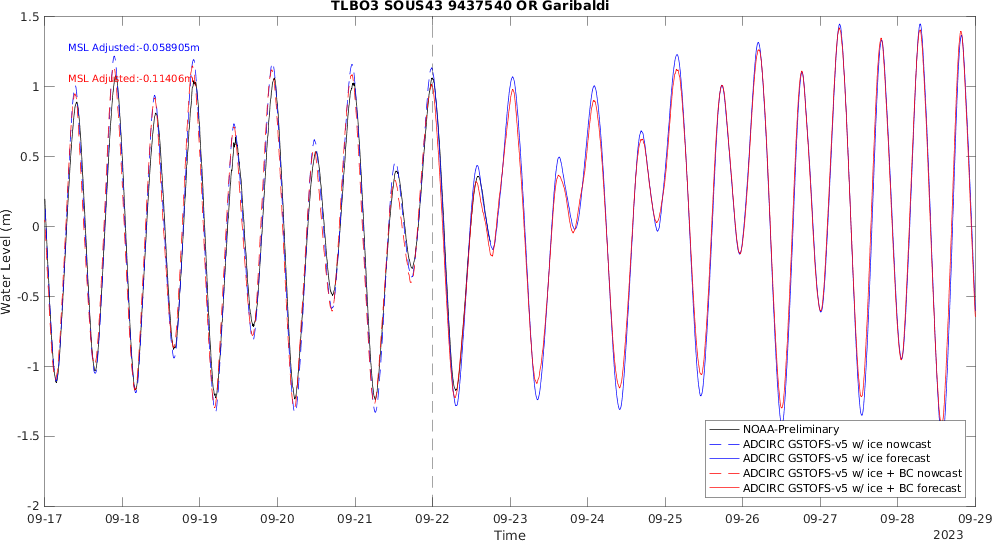 TLBO3 SOUS43 9437540 OR Garibaldi
MSL Adjusted:-0.058905m
MSL Adjusted:-0.11406m
1.5
1
0.5
0
-0.5
-1
-1.5
-2
Water Level (m)
NOAA-Preliminary
ADCIRC GSTOFS-v5 w/ ice nowcast
ADCIRC GSTOFS-v5 w/ ice forecast
ADCIRC GSTOFS-v5 w/ ice + BC nowcast
ADCIRC GSTOFS-v5 w/ ice + BC forecast
09-17 09-18 09-19 09-20 09-21 09-22 09-23 09-24 09-25 09-26 09-27 09-28 09-29
Time 2023